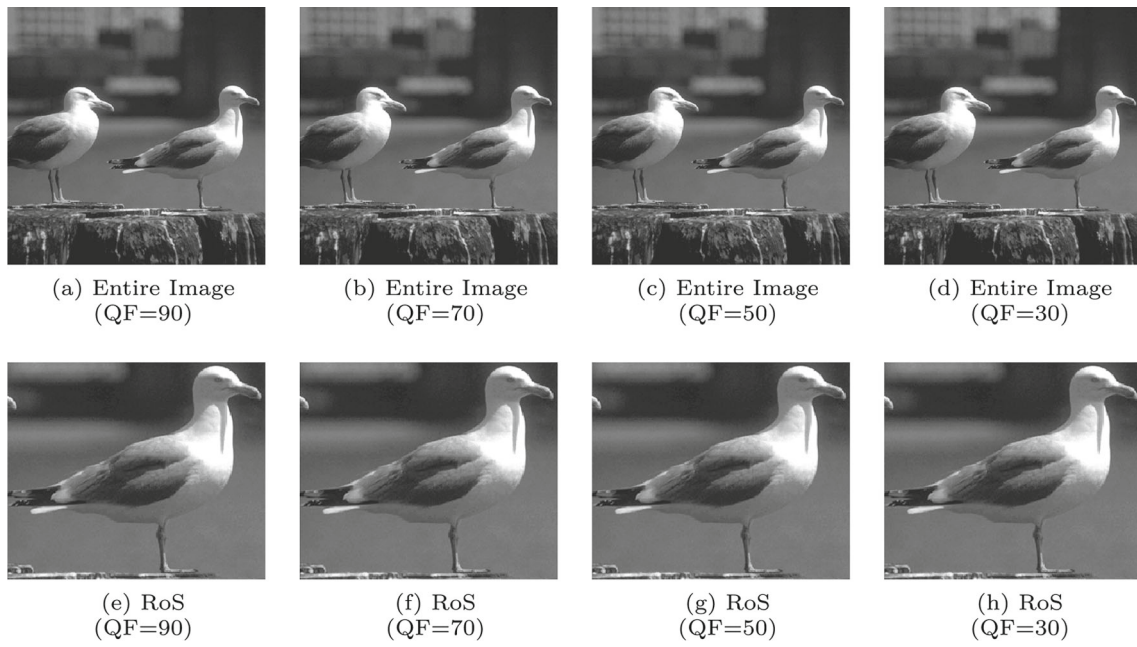 (a) Entire Image
(QF=90)
(b) Entire Image
(QF=70)
(c) Entire Image
(QF=50)
(d) Entire Image
(QF=30)
(e) RoS
(QF=90)
(f) RoS
(QF=70)
(g) RoS
(QF=50)
(h) RoS
(QF=30)